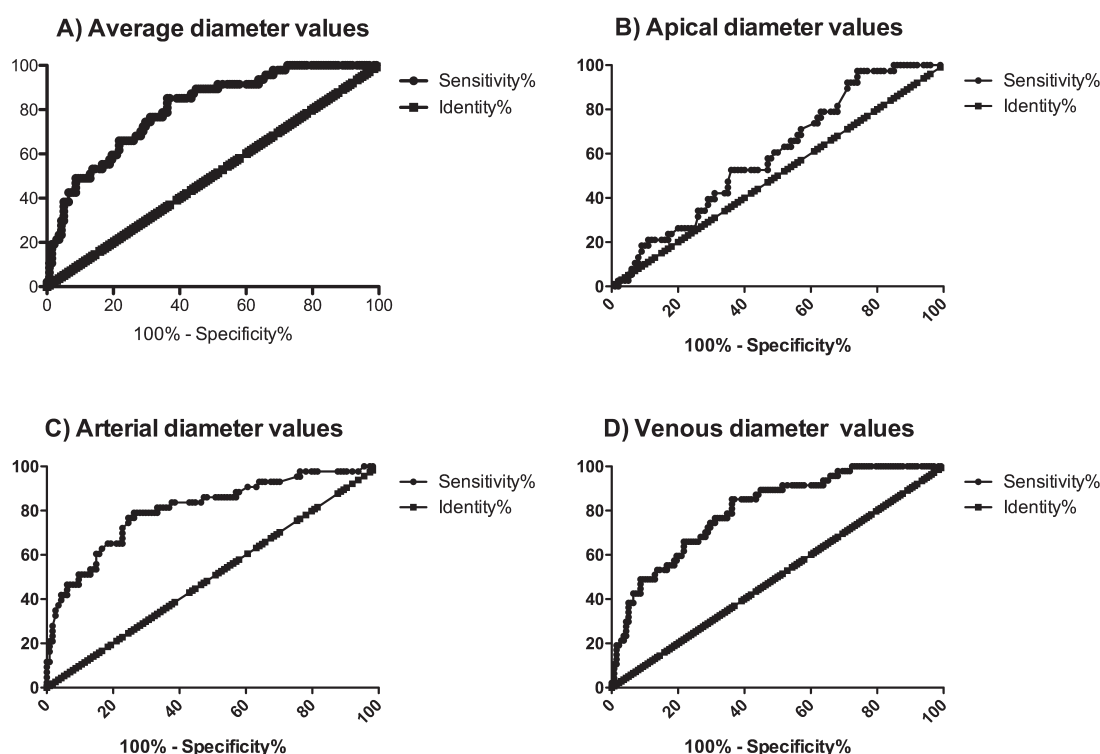 A) Average diameter values
100
80
60
40
20
0
0 20 40 60 80 100
100% - Specificity%
Sensitivity%
Identity%
B) Apical diameter values
100
80
60
40
20
0
0 20 40 60 80 100
100% - Specificity%
Sensitivity%
Identity%
C) Arterial diameter values
100
80
60
40
20
0
0 20 40 60 80 100
100% - Specificity%
Sensitivity%
Identity%
D) Venous diameter values
100
80
60
40
20
0
0 20 40 60 80 100
100% - Specificity%
Sensitivity%
Identity%